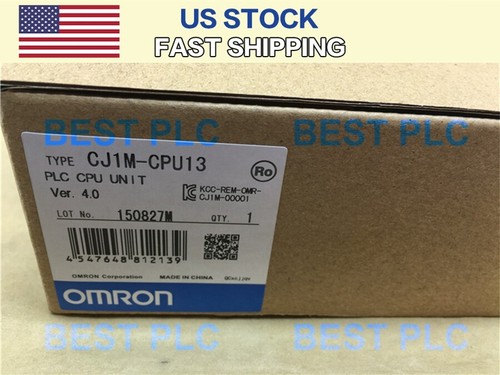 US STOCK
FAST SHIPPING
BEST PLC BEST PLC
TYPE CJ1M-CPU13
PLC CPU UNIT
Ver. 4.0
Ro
KCC-REM-OMR-
CJ1M-00001
LOT No. 150827M QTY. 1
4 547648 812139
OMRON Corporation MADE IN CHINA
OMRON
BEST PLC BEST PLC